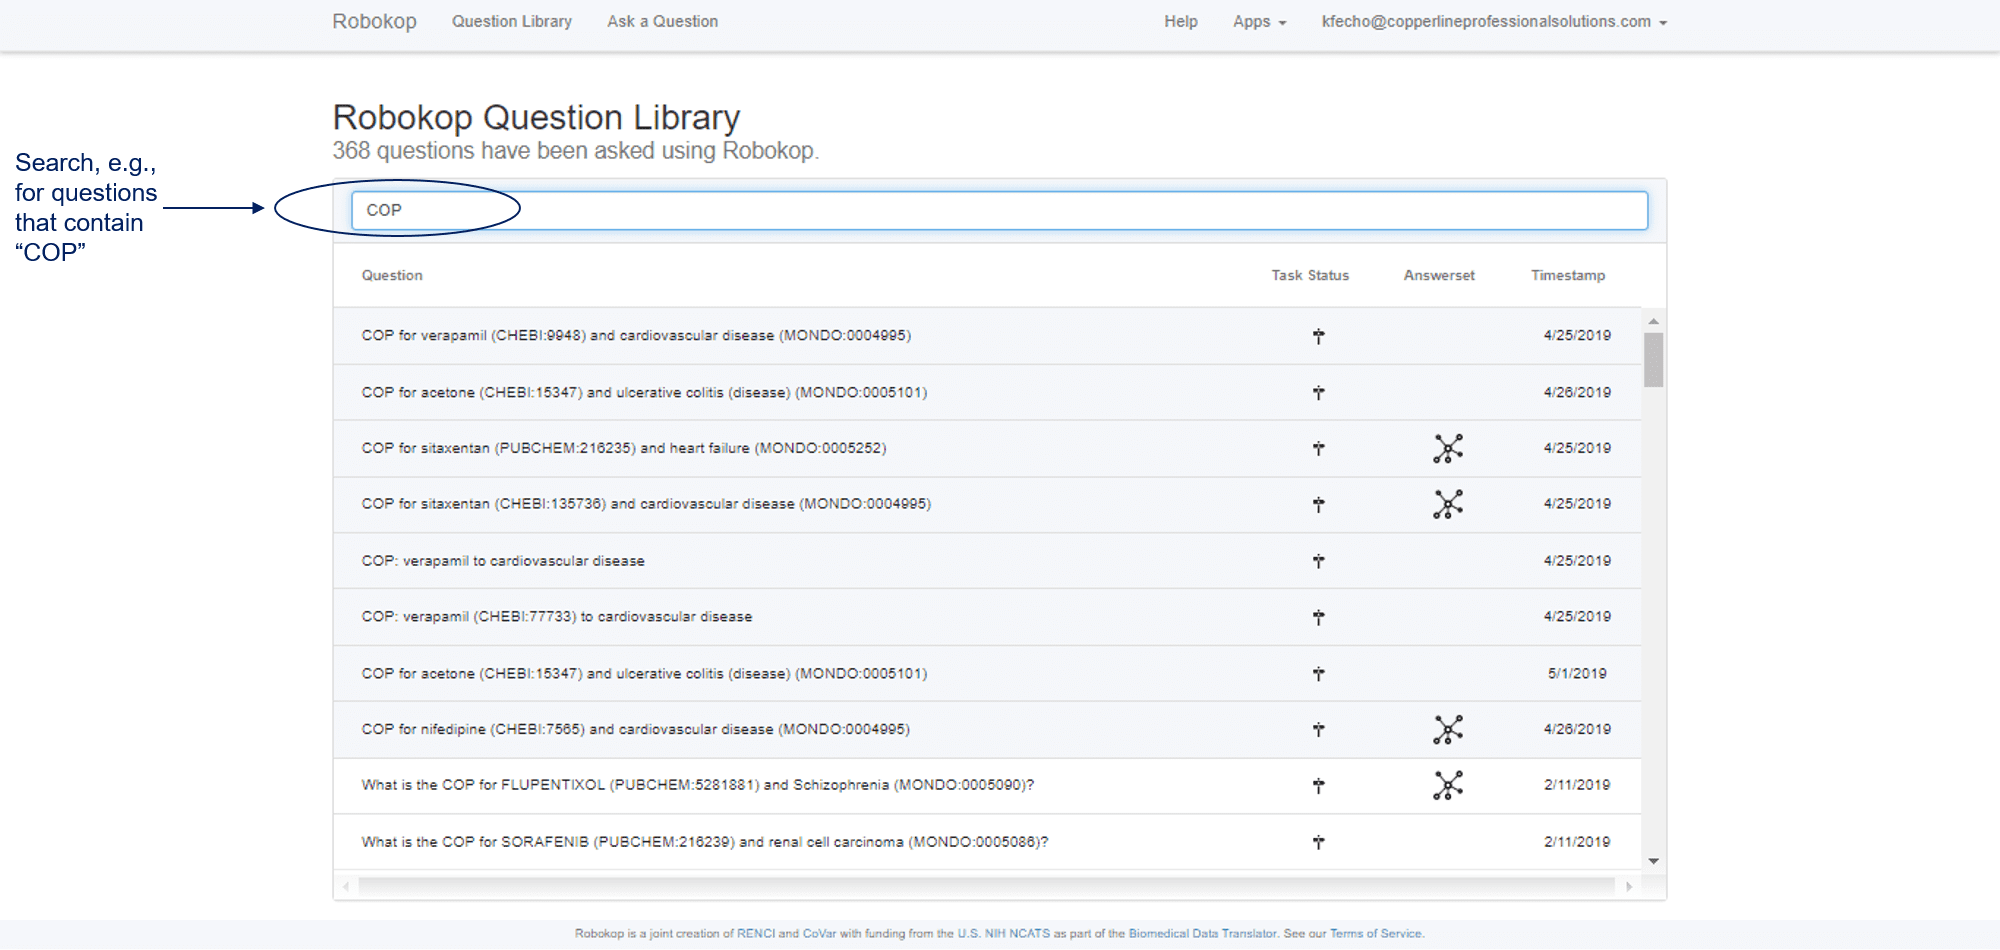 Robokop Question Library Ask a Question Help Apps kfecho@copperlineprofessionalsolutions.com
Robokop Question Library
368 questions have been asked using Robokop.
Search, e.g.,
for questions
that contain
“COP”
COP
Question Task Status Answerset Timestamp
COP for verapamil (CHEBI:9948) and cardiovascular disease (MONDO:0004995) 4/25/2019
COP for acetone (CHEBI:15347) and ulcerative colitis (disease) (MONDO:0005101) 4/26/2019
COP for sitaxentan (PUBCHEM:216235) and heart failure (MONDO:0005252) 4/25/2019
COP for sitaxentan (CHEBI:135736) and cardiovascular disease (MONDO:0004995) 4/25/2019
COP: verapamil to cardiovascular disease 4/25/2019
COP: verapamil (CHEBI:77733) to cardiovascular disease 4/25/2019
COP for acetone (CHEBI:15347) and ulcerative colitis (disease) (MONDO:0005101) 5/1/2019
COP for nifedipine (CHEBI:7565) and cardiovascular disease (MONDO:0004995) 4/26/2019
What is the COP for FLUPENTIXOL (PUBCHEM:5281881) and Schizophrenia (MONDO:0005090)? 2/11/2019
What is the COP for SORAFENIB (PUBCHEM:216239) and renal cell carcinoma (MONDO:0005086)? 2/11/2019
Robokop is a joint creation of RENCI and CoVar with funding from the U.S. NIH NCATS as part of the Biomedical Data Translator. See our Terms of Service.